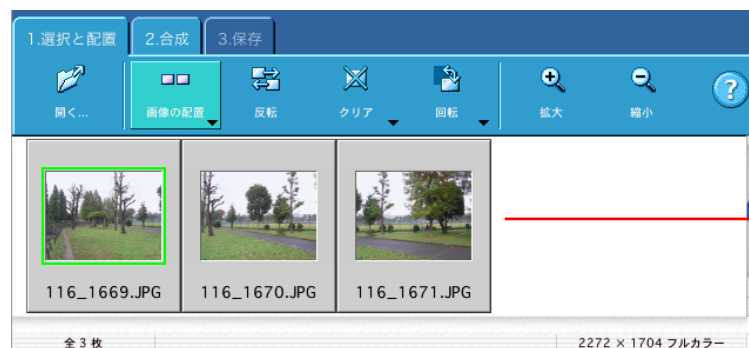 1.選択と配置 2.合成 3.保存
開く... 画像の配置 反転 クリア 回転 拡大 縮小 ?
116_1669.JPG 116_1670.JPG 116_1671.JPG
全 3 枚 2272 × 1704 フルカラー